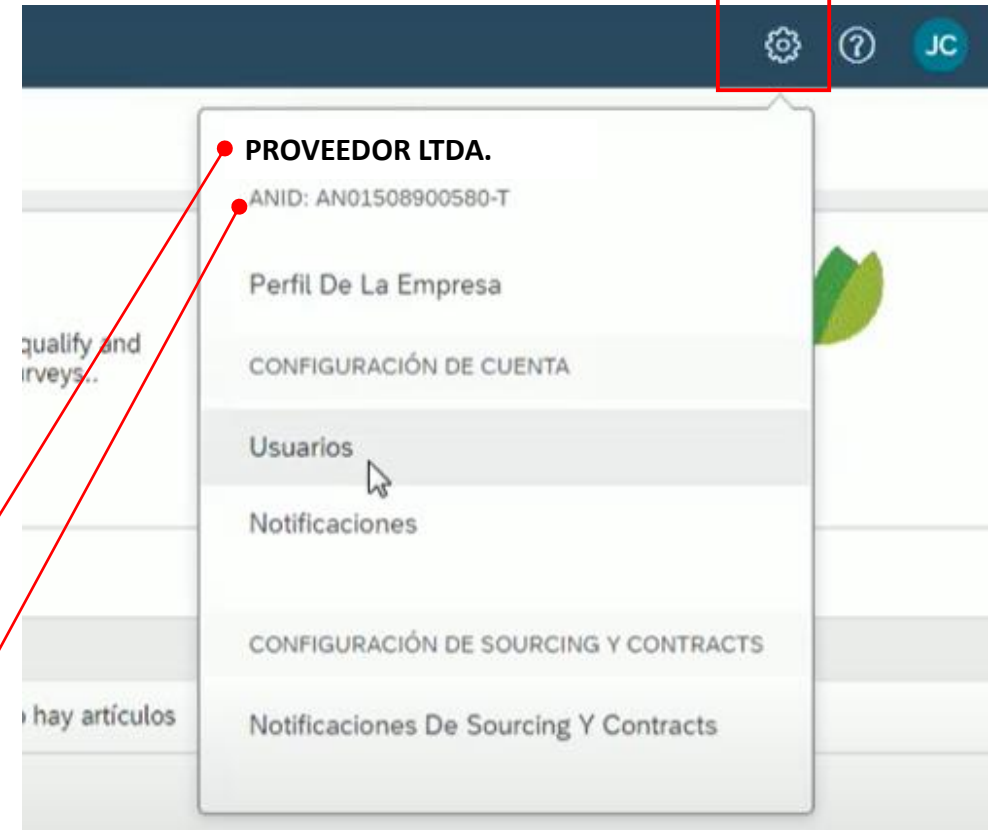 JC
PROVEEDOR LTDA.
ANID: AN01508900580-T
Perfil De La Empresa
qualify and
CONFIGURACIÓN DE CUENTA
Usuarios
Notificaciones
CONFIGURACIÓN DE SOURCING Y CONTRACTS
hay artículos
Notificaciones De Sourcing Y Contracts